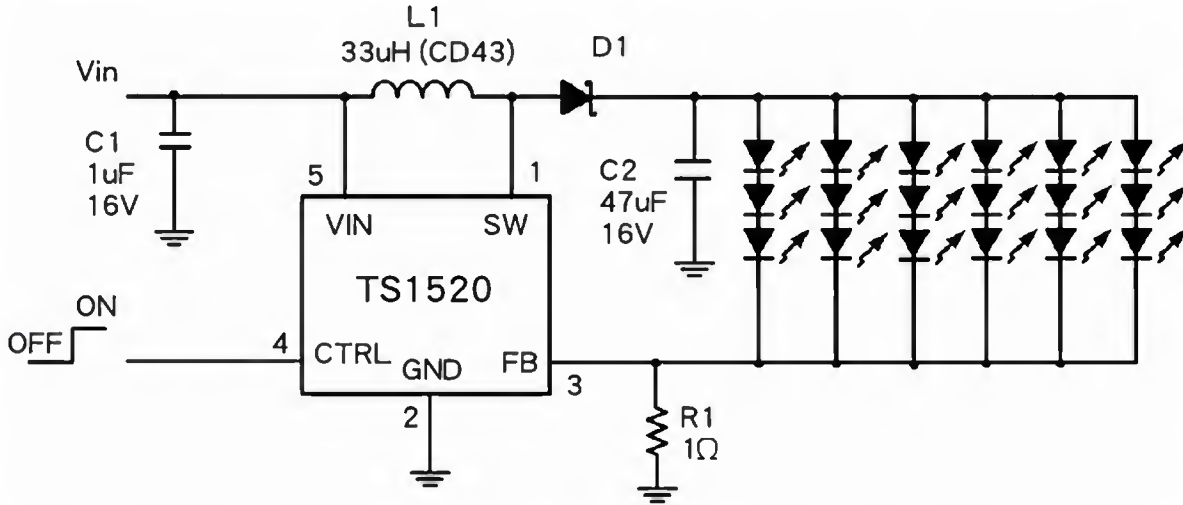 L1
33uH (CD43)
D1
Vin
C1
1uF
16V
5
1
VIN
SW
C2
47uF
16V
TS1520
ON
OFF
4
CTRL
GND
FB
3
2
R1
1Ω